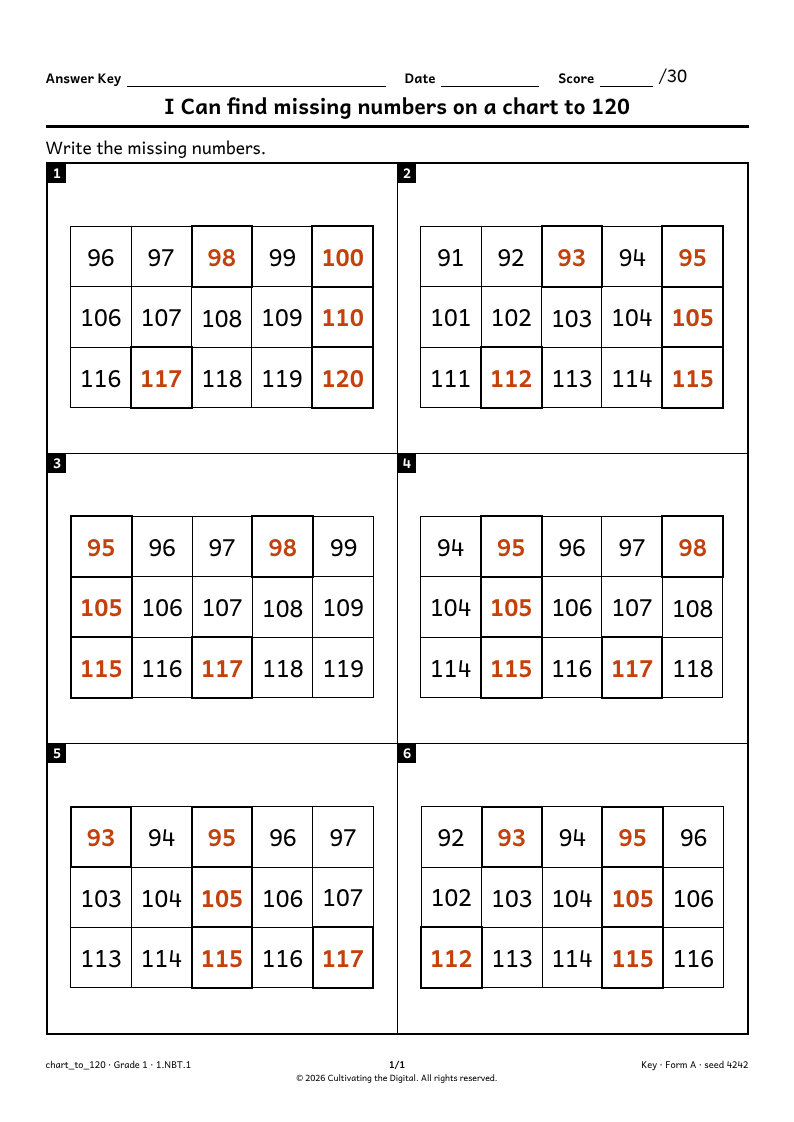 Answer Key Date Score /30
I Can find missing numbers on a chart to 120
Write the missing numbers.
1
96 97 98 99 100
106 107 108 109 110
116 117 118 119 120
2
91 92 93 94 95
101 102 103 104 105
111 112 113 114 115
3
95 96 97 98 99
105 106 107 108 109
115 116 117 118 119
4
94 95 96 97 98
104 105 106 107 108
114 115 116 117 118
5
93 94 95 96 97
103 104 105 106 107
113 114 115 116 117
6
92 93 94 95 96
102 103 104 105 106
112 113 114 115 116
chart_to_120 · Grade 1 · 1.NBT.1 1/1 Key · Form A · seed 4242
© 2026 Cultivating the Digital. All rights reserved.